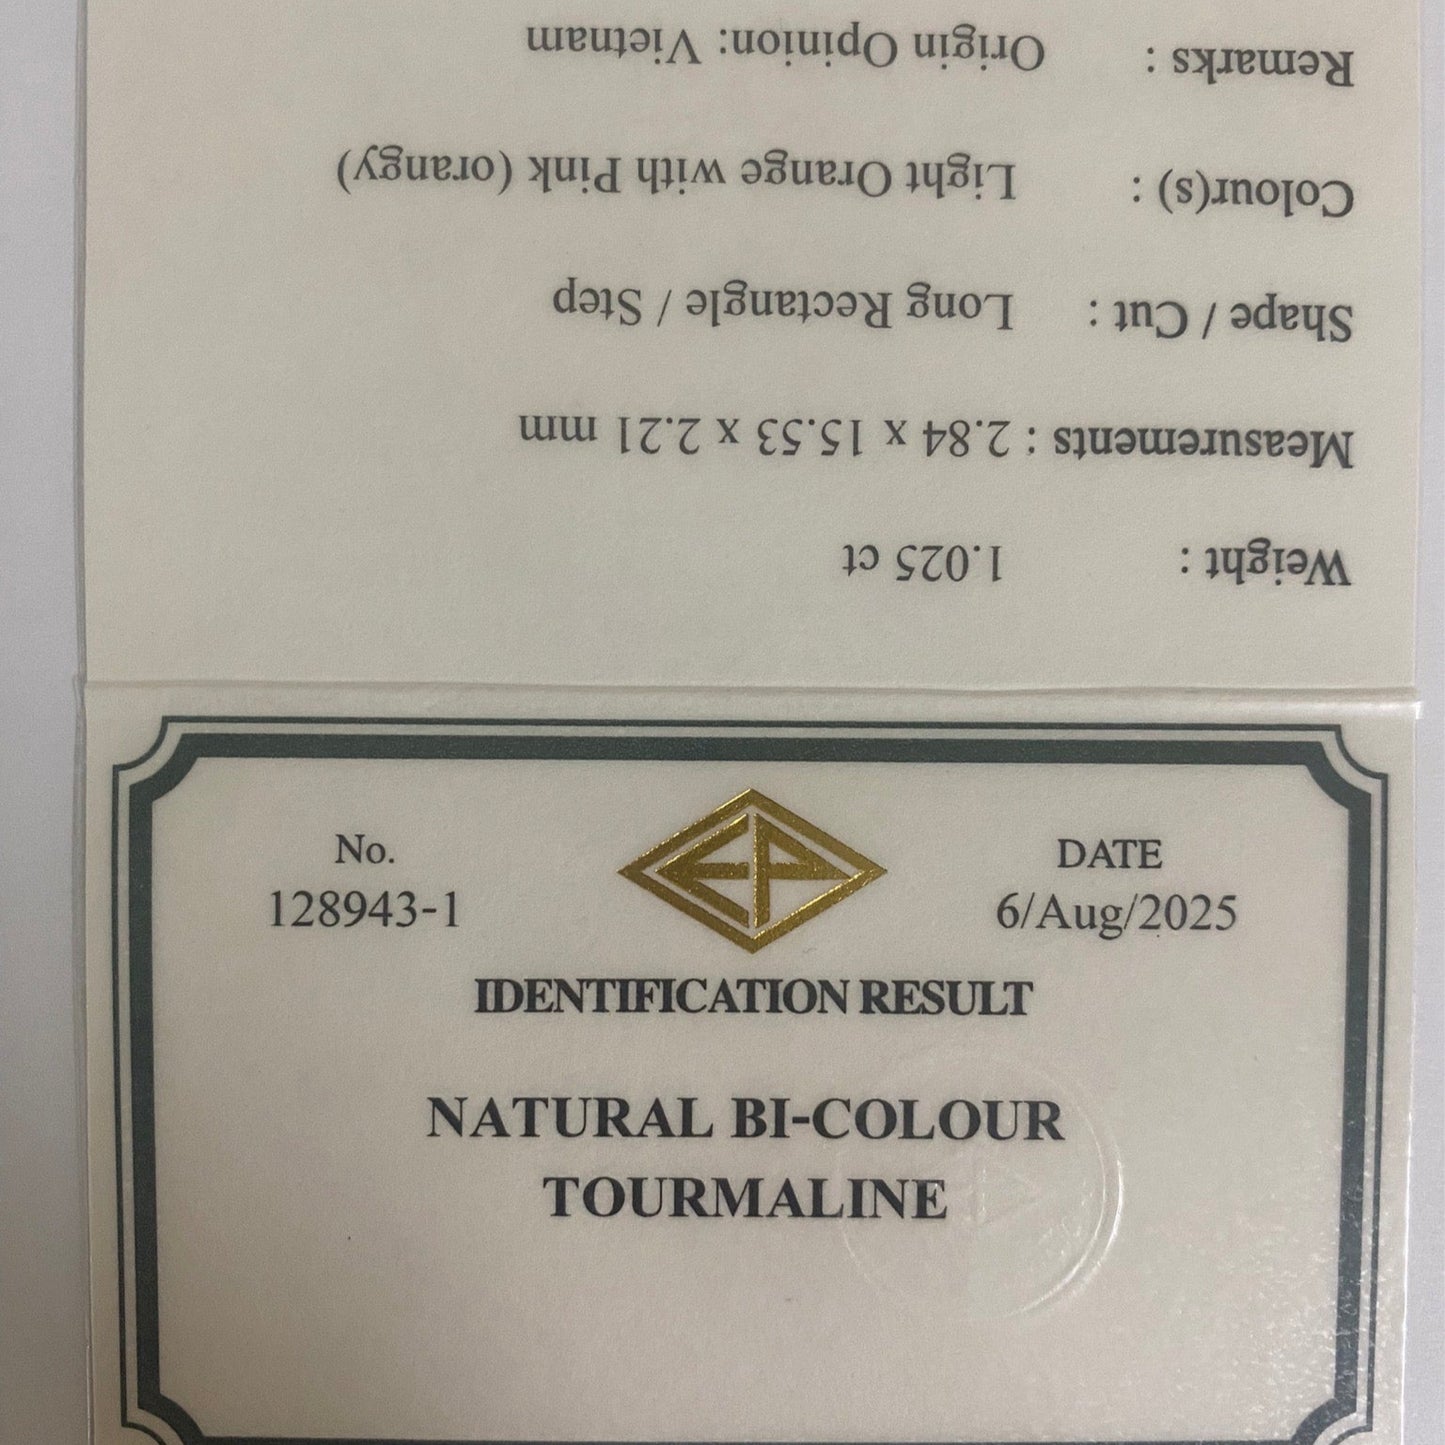 Weight : 1.025 ct
Measurements : 2.84 x 15.53 x 2.21 mm
Shape / Cut : Long Rectangle / Step
Colour(s) : Light Orange with Pink (orangy)
Remarks : Origin Opinion: Vietnam
No.
128943-1
EP
DATE
6/Aug/2025
IDENTIFICATION RESULT
NATURAL BI-COLOUR
TOURMALINE